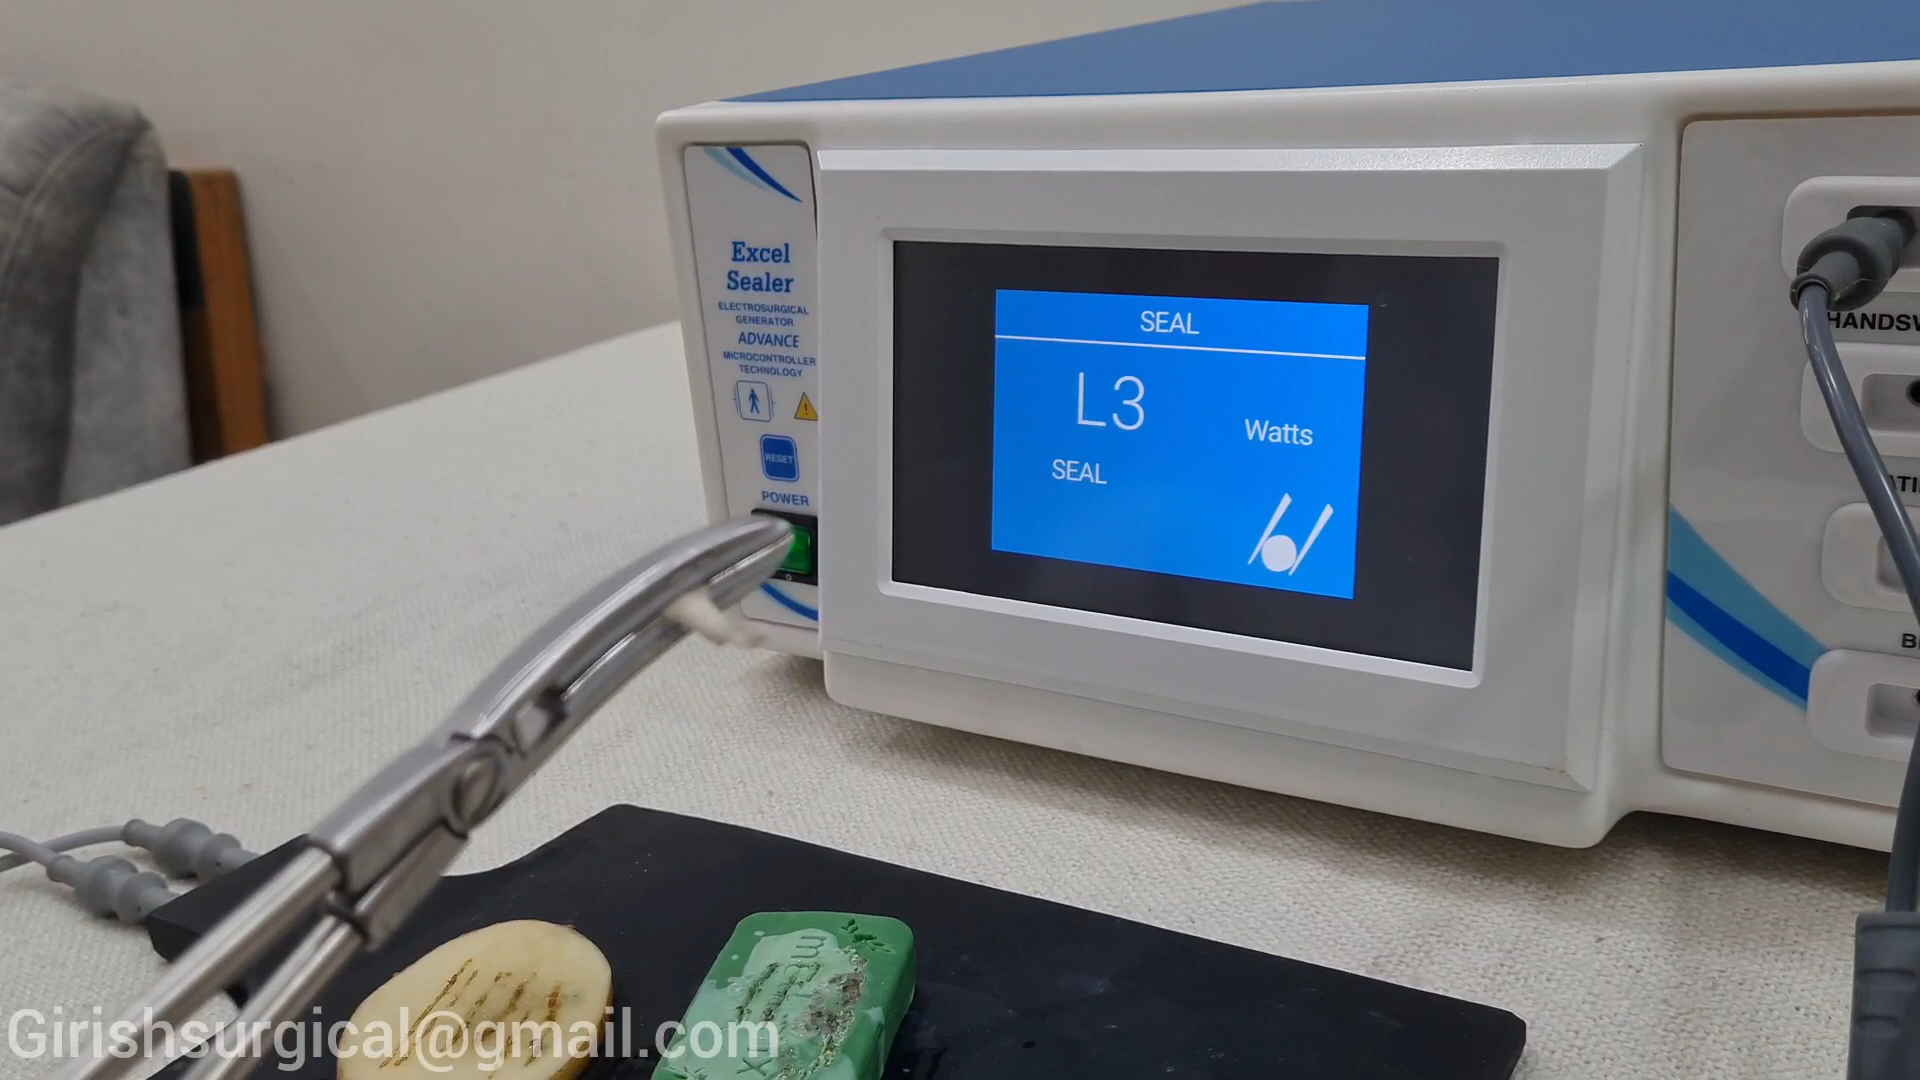 Excel
Sealer
ELECTROSURGICAL
GENERATOR
ADVANCE
MICROCONTROLLER
TECHNOLOGY
RESET
POWER
SEAL
L3
Watts
SEAL
HANDSW
Girishsurgical@gmail.com